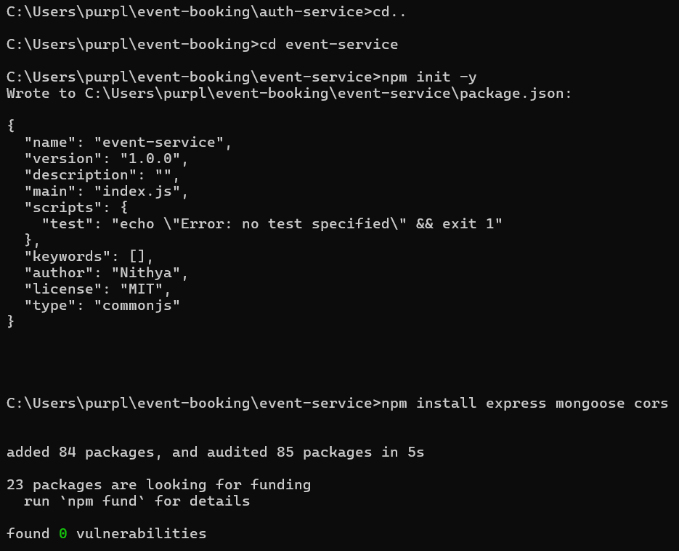 C:\Users\purpl\event-booking\auth-service>cd..
C:\Users\purpl\event-booking>cd event-service
C:\Users\purpl\event-booking\event-service>npm init -y
Wrote to C:\Users\purpl\event-booking\event-service\package.json:
{
  "name": "event-service",
  "version": "1.0.0",
  "description": "",
  "main": "index.js",
  "scripts": {
    "test": "echo \"Error: no test specified\" && exit 1"
  },
  "keywords": [],
  "author": "Nithya",
  "license": "MIT",
  "type": "commonjs"
}
C:\Users\purpl\event-booking\event-service>npm install express mongoose cors
added 84 packages, and audited 85 packages in 5s
23 packages are looking for funding
  run `npm fund` for details
found 0 vulnerabilities